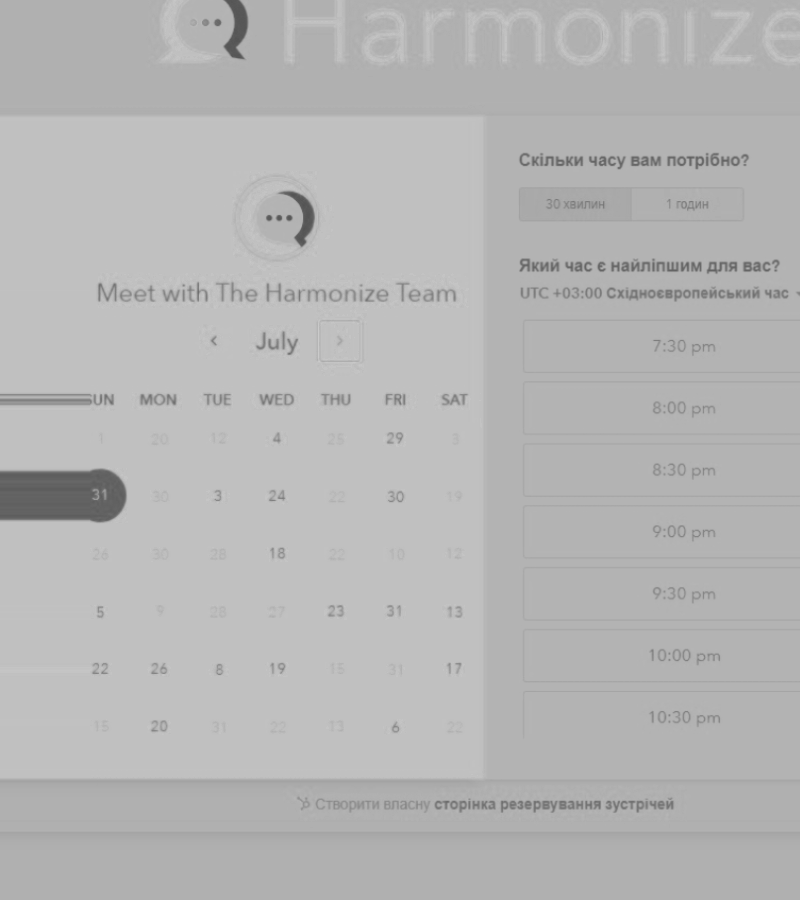 Harmonize
Meet with The Harmonize Team
July
SUN MON TUE WED THU FRI SAT
1 20 12 4 25 29 3
31 30 3 24 22 30 19
26 30 28 18 22 10 12
5 9 28 27 23 31 13
22 26 8 19 15 31 17
15 20 31 22 13 6 22
Скільки часу вам потрібно?
30 хвилин 1 годин
Який час є найліпшим для вас?
UTC +03:00 Східноєвропейський час
7:30 pm
8:00 pm
8:30 pm
9:00 pm
9:30 pm
10:00 pm
10:30 pm
Створити власну сторінка резервування зустрічей